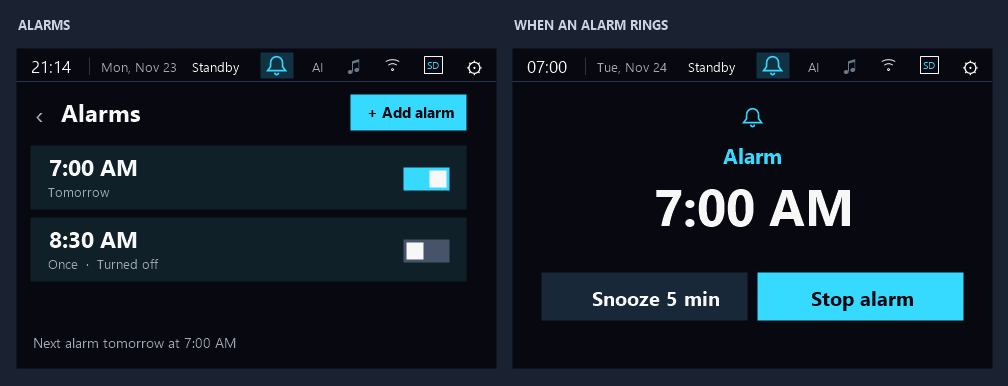 ALARMS
21:14 Mon, Nov 23 Standby AI SD
‹ Alarms + Add alarm
7:00 AM
Tomorrow
8:30 AM
Once · Turned off
Next alarm tomorrow at 7:00 AM
WHEN AN ALARM RINGS
07:00 Tue, Nov 24 Standby AI SD
Alarm
7:00 AM
Snooze 5 min Stop alarm